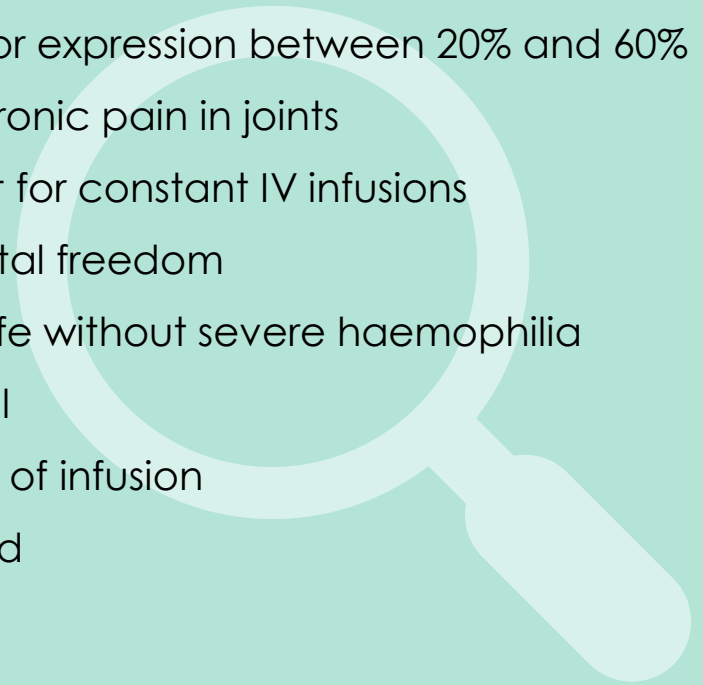 or expression between 20% and 60%
ronic pain in joints
for constant IV infusions
tal freedom
fe without severe haemophilia
l
of infusion
d